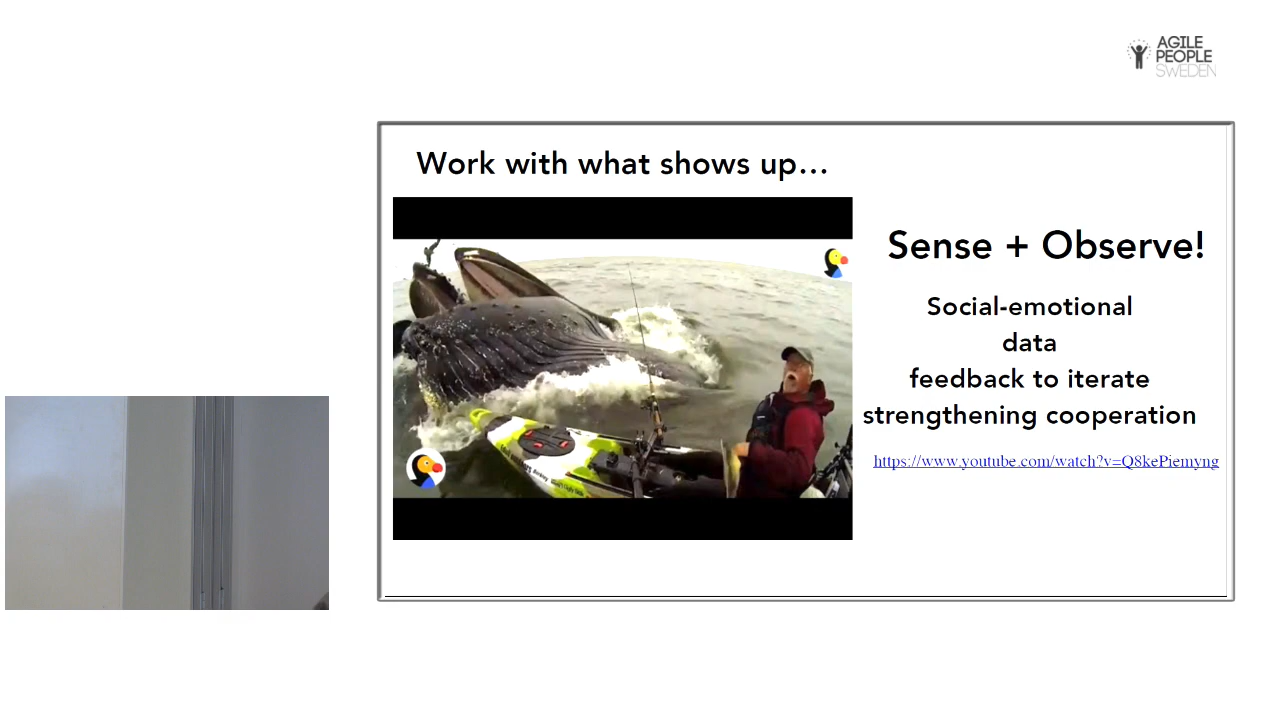 AGILE
PEOPLE
SWEDEN
Work with what shows up...
Sense + Observe!
Social-emotional
data
feedback to iterate
strengthening cooperation
https://www.youtube.com/watch?v=Q8kePiemyng